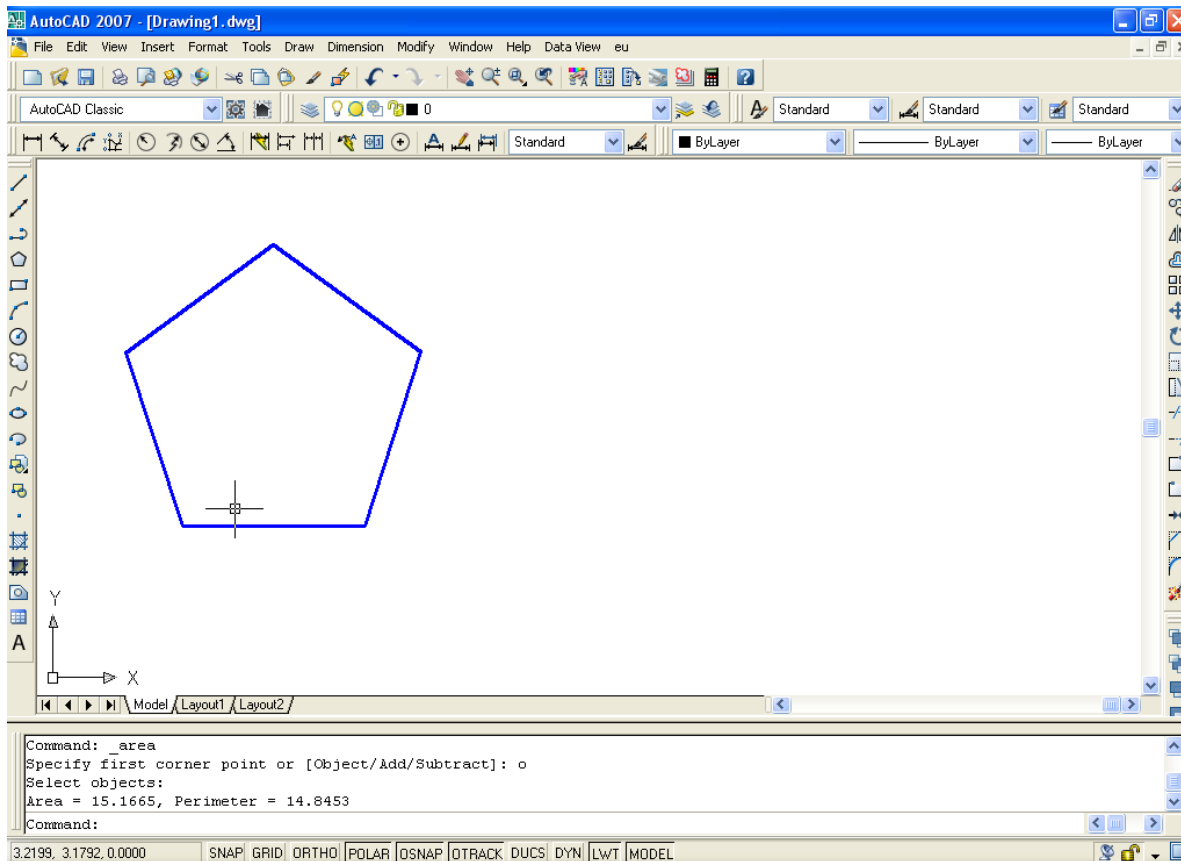 AutoCAD 2007 - [Drawing1.dwg]
File Edit View Insert Format Tools Draw Dimension Modify Window Help Data View eu
AutoCAD Classic 0 Standard Standard Standard
Standard ByLayer ByLayer ByLayer
Y
X
A
Model Layout1 Layout2
Command: _area
Specify first corner point or [Object/Add/Subtract]: o
Select objects:
Area = 15.1665, Perimeter = 14.8453
Command:
3.2199, 3.1792, 0.0000 SNAP GRID ORTHO POLAR OSNAP OTRACK DUCS DYN LWT MODEL